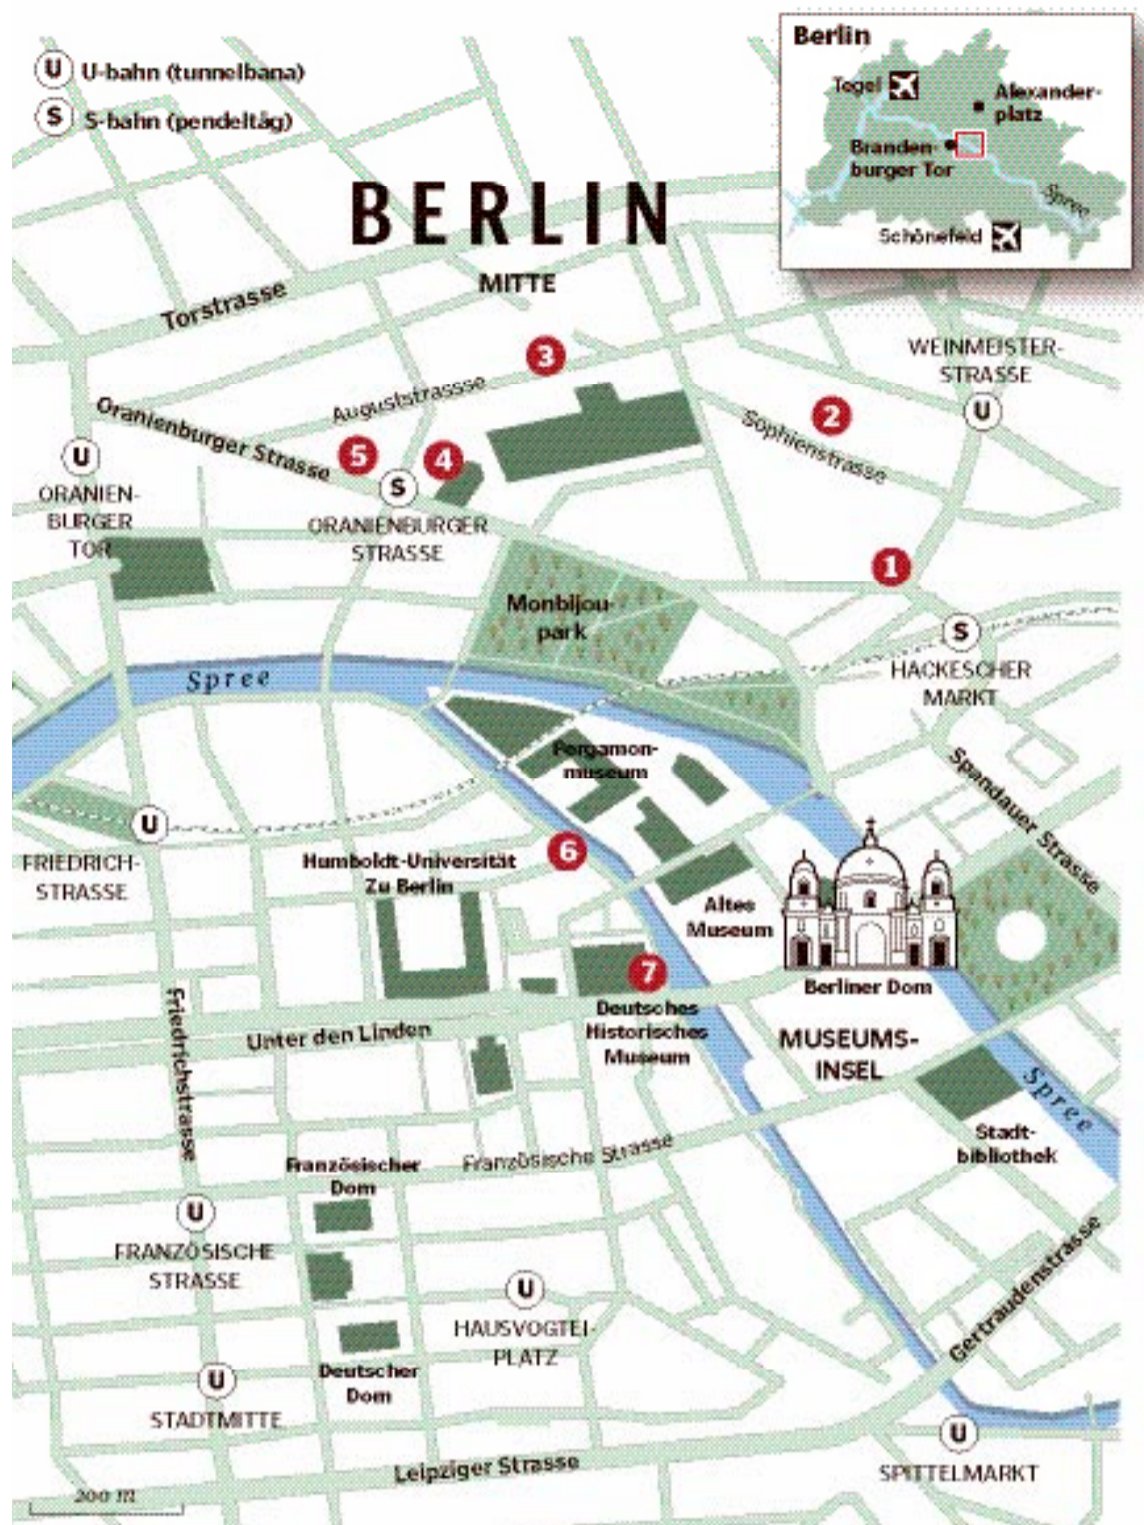 U U-bahn (tunnelbana)
S S-bahn (pendeltåg)
Berlin
Tegel
Alexander-
platz
Branden-
burger Tor
Spree
Schönefeld
BERLIN
MITTE
Torstrasse
3
WEINMEISTER-
STRASSE
U
Auguststrassse
2
Sophienstrasse
Oranienburger Strasse
U
ORANIEN-
BURGER
TOR
5
4
S
ORANIENBURGER
STRASSE
1
Monbijou-
park
S
HACKESCHER
MARKT
Spree
Pergamon-
museum
Spandauer Strasse
U
FRIEDRICH-
STRASSE
Humboldt-Universität
Zu Berlin
6
Altes
Museum
7
Berliner Dom
Deutsches
Historisches
Museum
Friedrichstrasse
Unter den Linden
MUSEUMS-
INSEL
Spree
Stadt-
bibliothek
Französischer
Dom
Französische Strasse
U
FRANZÖSISCHE
STRASSE
U
HAUSVOGTEI-
PLATZ
Gertraudenstrasse
Deutscher
Dom
U
STADTMITTE
U
SPITTELMARKT
Leipziger Strasse
200 m